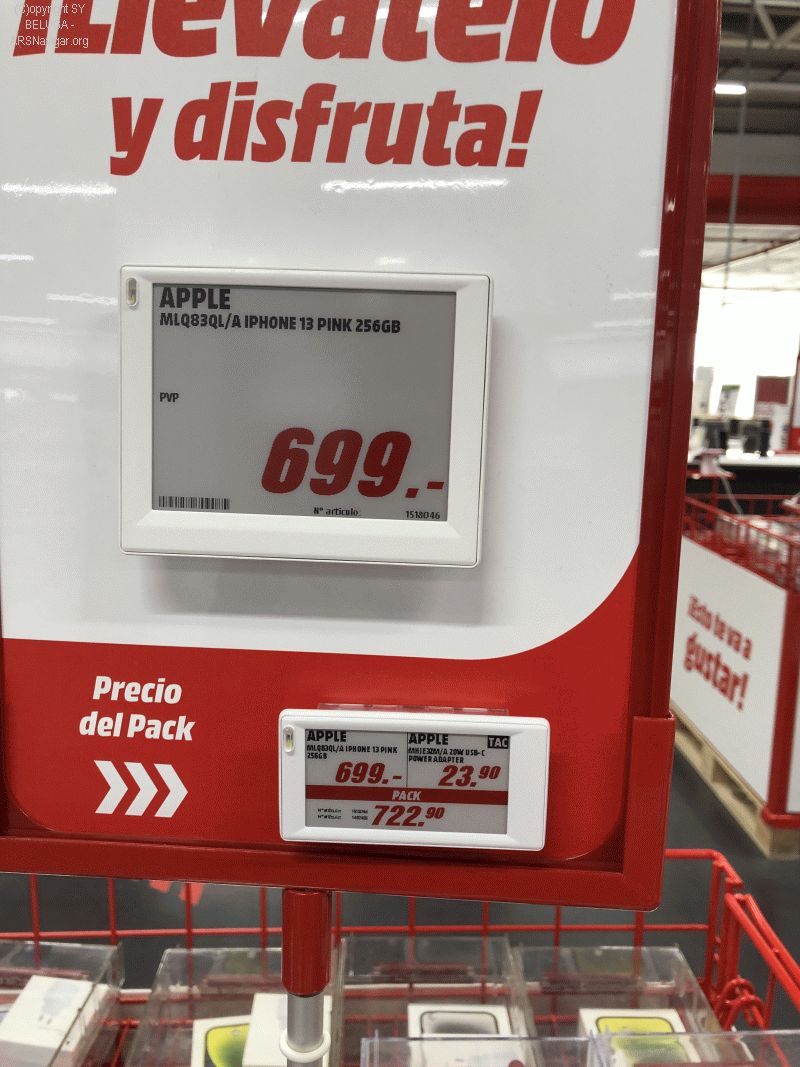 (C)opyright SY
BELUGA -
ARSNavigar.org
¡Llévatelo
y disfruta!
APPLE
MLQ83QL/A IPHONE 13 PINK 256GB
PVP
699.-
Nº artículo: 1518046
¡Esto te va a
gustar!
Precio
del Pack
APPLE
MLQ83QL/A IPHONE 13 PINK
256GB
699.-
APPLE
TAC
MHJE3ZM/A 20W USB-C
POWER ADAPTER
23.90
PACK
722.90